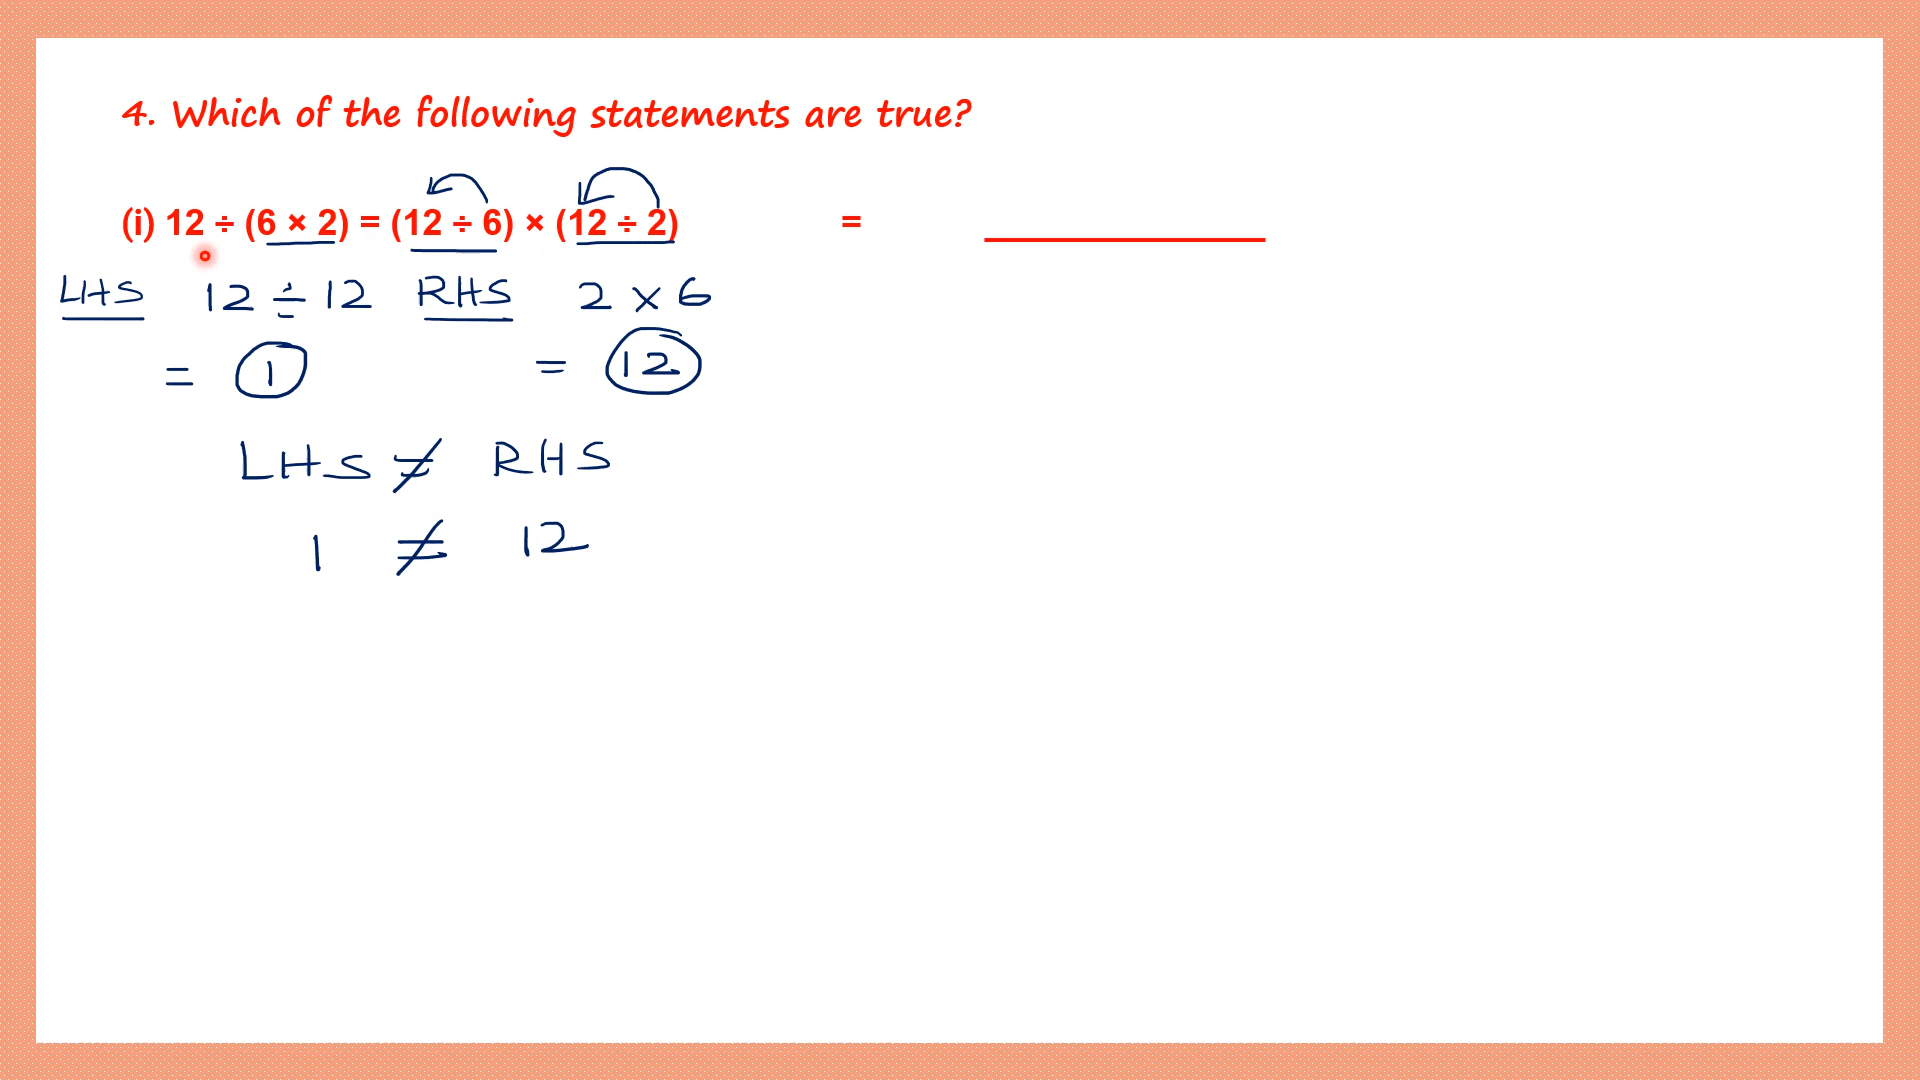 4. Which of the following statements are true?
(i) 12 ÷ (6 × 2) = (12 ÷ 6) × (12 ÷ 2) = ______________
LHS 12 ÷ 12 RHS 2 × 6
= 1 = 12
LHS ≠ RHS
1 ≠ 12